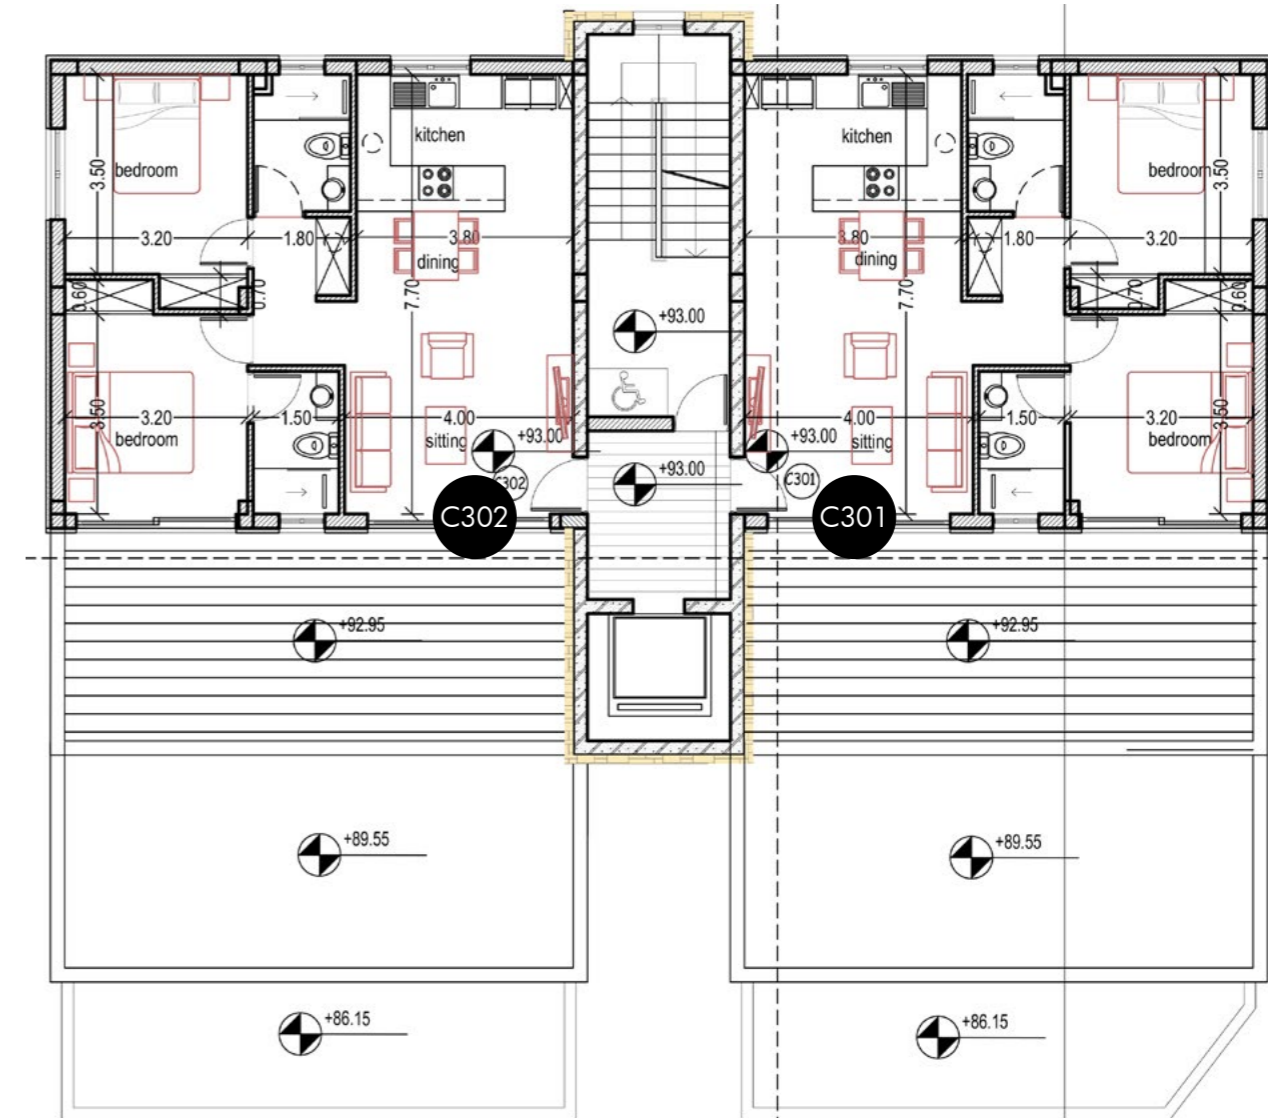 kitchen
kitchen
bedroom
3.50
bedroom
3.50
3.20
1.80
3.80
3.80
1.80
3.20
dining
dining
0.60
0.70
7.70
7.70
0.70
0.60
+93.00
3.50
3.20
1.50
4.00
4.00
1.50
3.20
3.50
bedroom
sitting
+93.00
+93.00
sitting
bedroom
+93.00
C302
C301
C302
C301
+92.95
+92.95
+89.55
+89.55
+86.15
+86.15